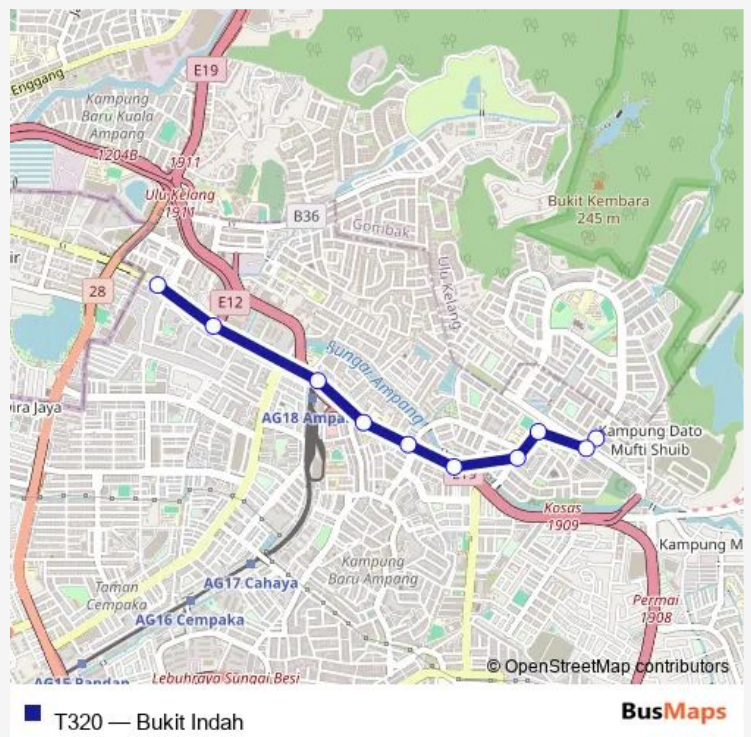 Enggang
E19
Kampung
Baru Kuala
Ampang
1204B
1911
Ulu Kelang
1911
B36
Gombak
Bukit Kembara
245 m
Ulu Kelang
28
E12
Sungai Ampang
AG18 Ampa
Kampung Dato
Mufti Shuib
Kosas
1909
Kampung M
Kampung
Baru Ampang
AG17 Cahaya
Taman
Cempaka
AG16 Cempaka
Permai
1908
AG15 Pandan
Lebuhraya Sungai Besi
© OpenStreetMap contributors
T320 — Bukit Indah
BusMaps